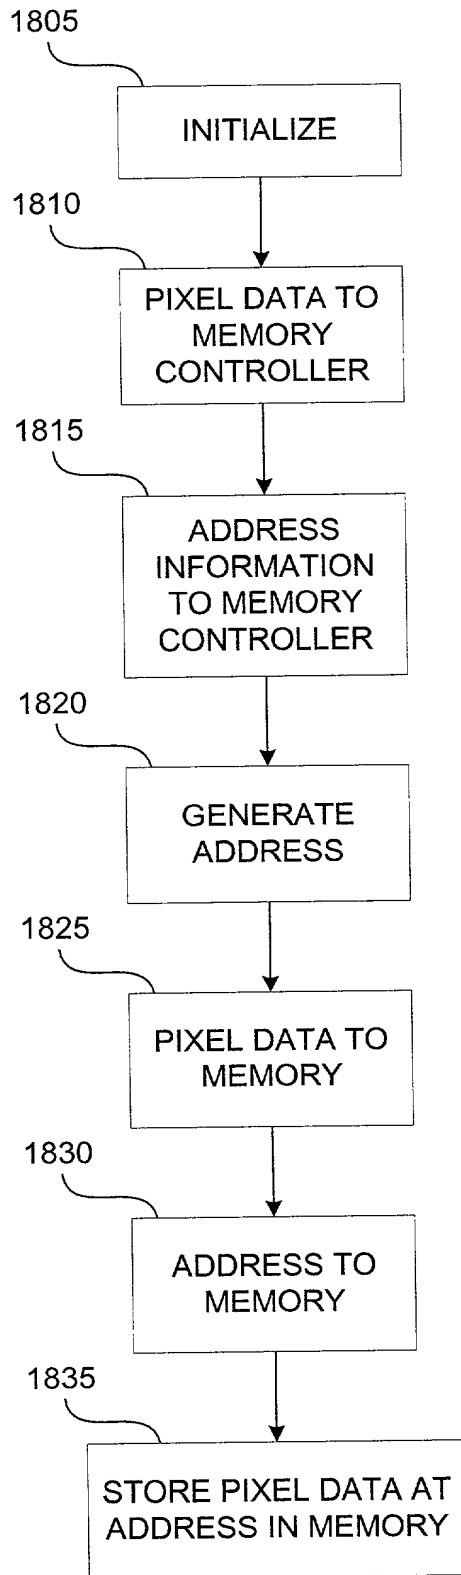 1805
INITIALIZE
1810
PIXEL DATA TO
MEMORY
CONTROLLER
1815
ADDRESS
INFORMATION
TO MEMORY
CONTROLLER
1820
GENERATE
ADDRESS
1825
PIXEL DATA TO
MEMORY
1830
ADDRESS TO
MEMORY
1835
STORE PIXEL DATA AT
ADDRESS IN MEMORY